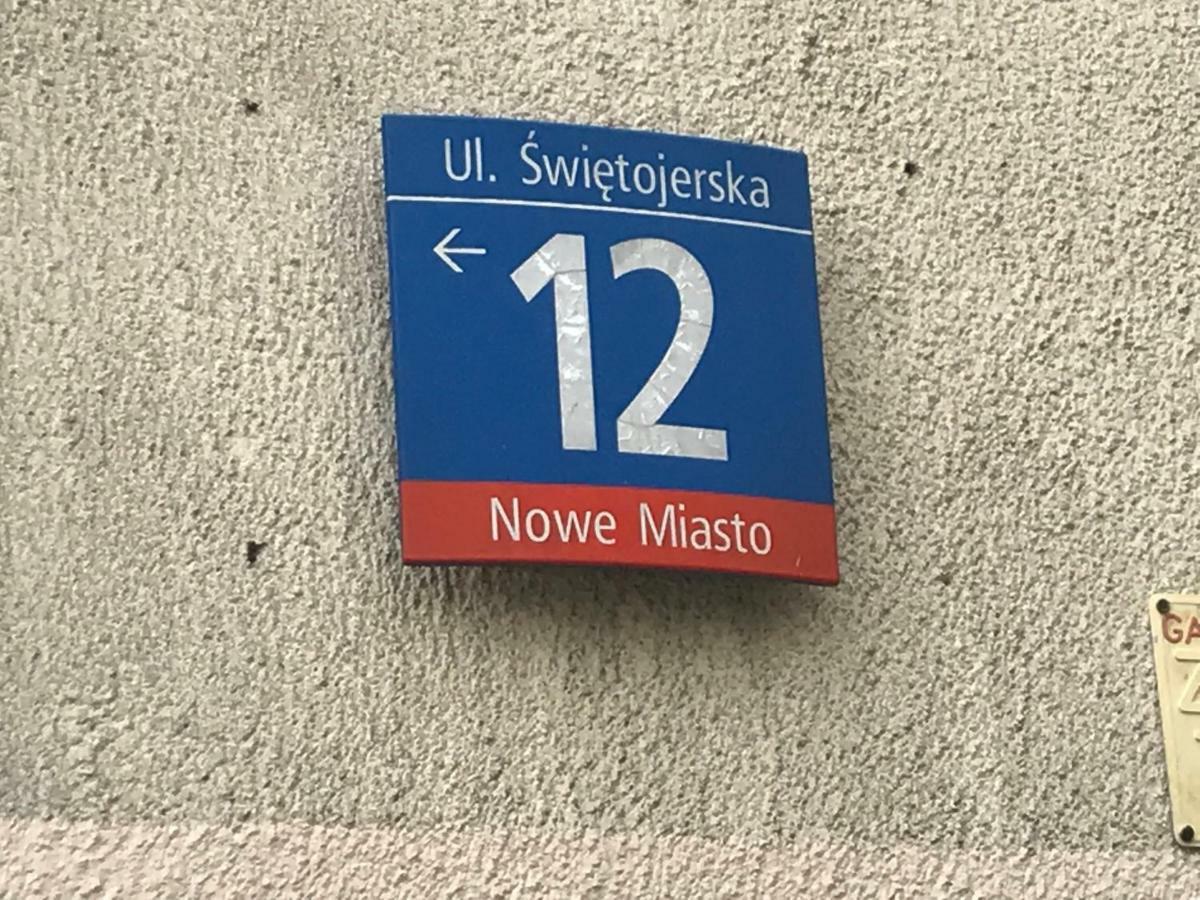 Ul. Świętojerska
← 12
Nowe Miasto